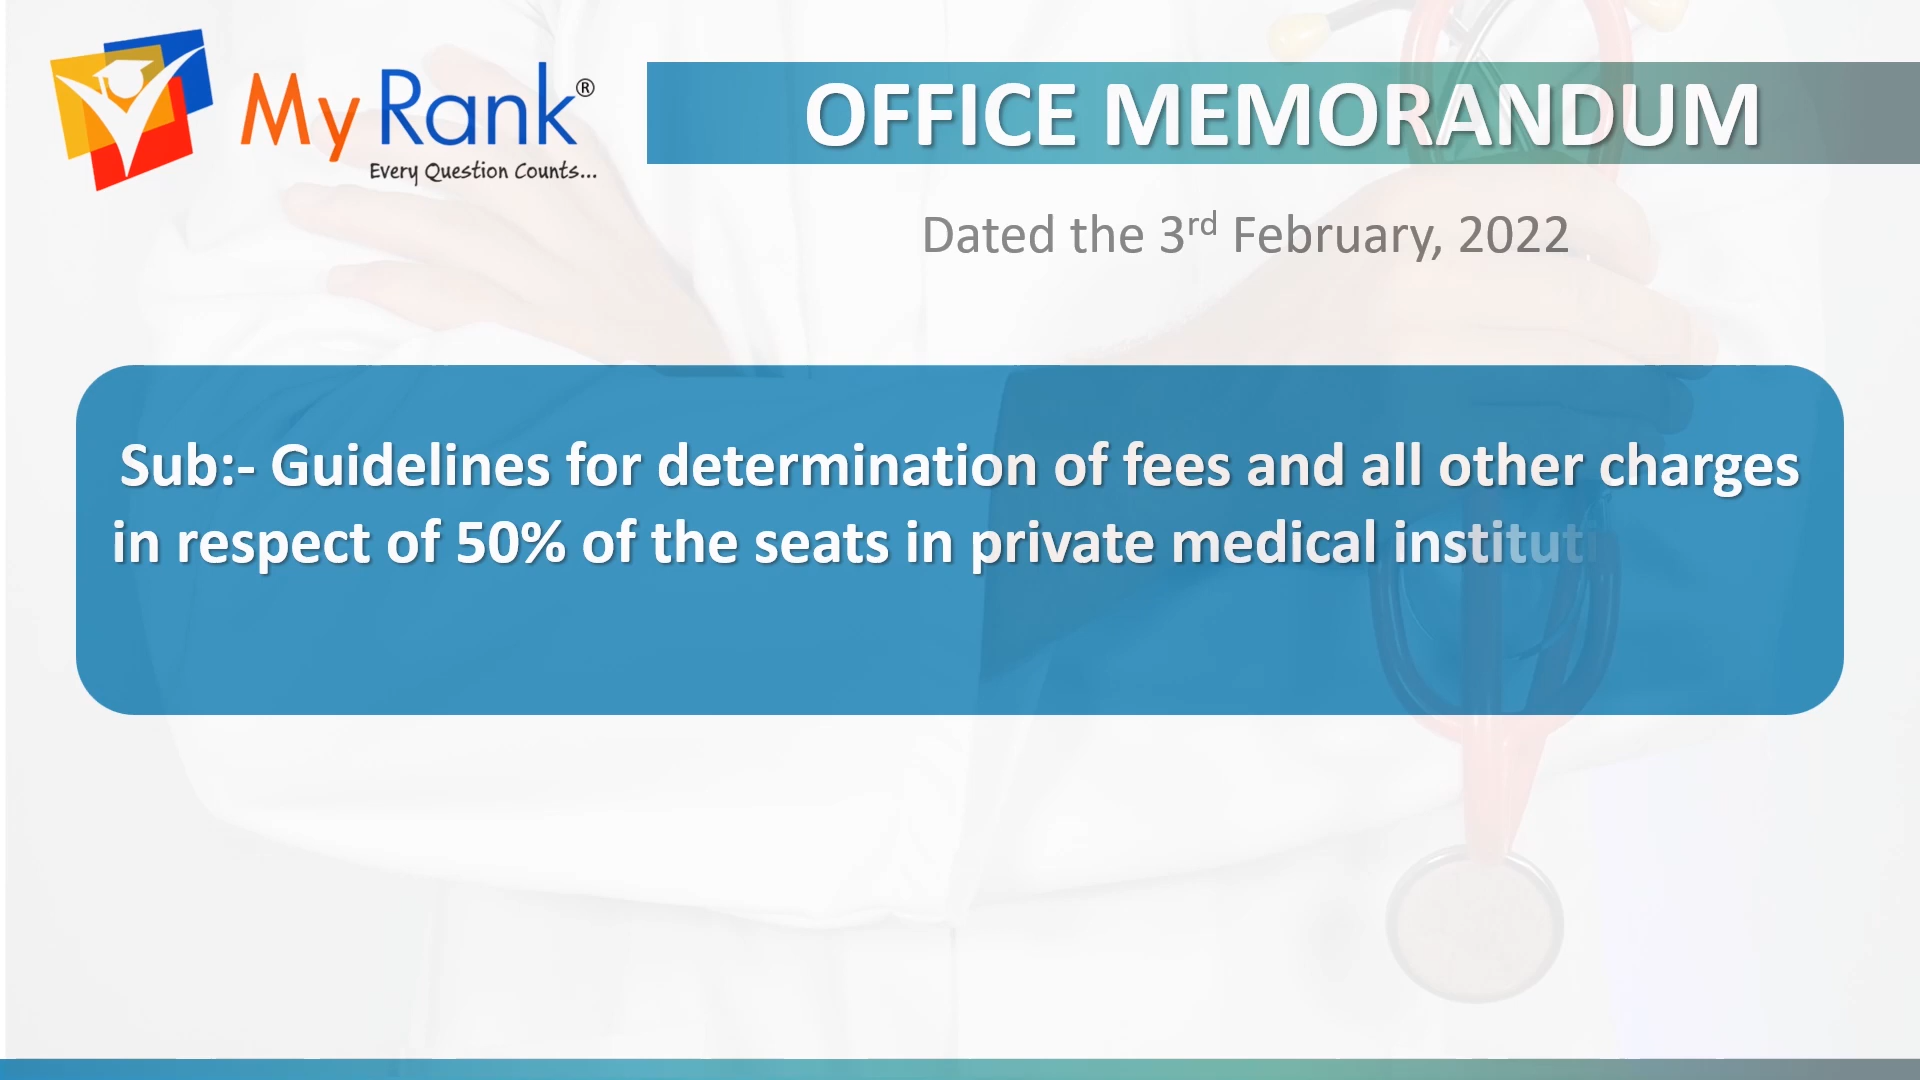 My Rank®
Every Question Counts...
OFFICE MEMORANDUM
Dated the 3rd February, 2022
Sub:- Guidelines for determination of fees and all other charges
in respect of 50% of the seats in private medical